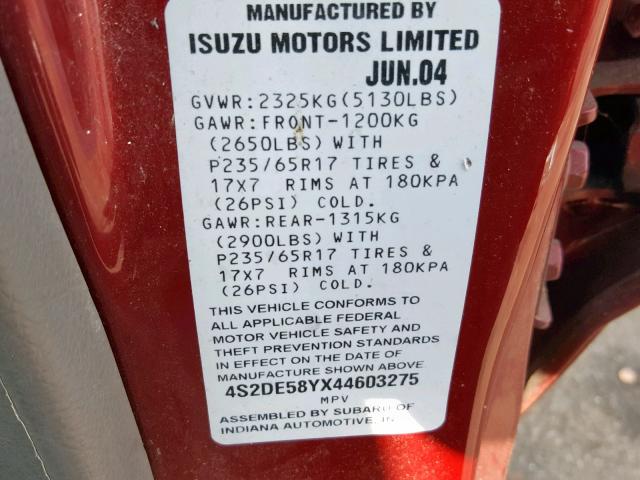 MANUFACTURED BY
ISUZU MOTORS LIMITED
JUN.04
GVWR:2325KG(5130LBS)
GAWR:FRONT-1200KG
(2650LBS) WITH
P235/65R17 TIRES &
17X7 RIMS AT 180KPA
(26PSI) COLD.
GAWR:REAR-1315KG
(2900LBS) WITH
P235/65R17 TIRES &
17X7 RIMS AT 180KPA
(26PSI) COLD.
THIS VEHICLE CONFORMS TO
ALL APPLICABLE FEDERAL
MOTOR VEHICLE SAFETY AND
THEFT PREVENTION STANDARDS
IN EFFECT ON THE DATE OF
MANUFACTURE SHOWN ABOVE
4S2DE58YX44603275
MPV
ASSEMBLED BY SUBARU OF
INDIANA AUTOMOTIVE,